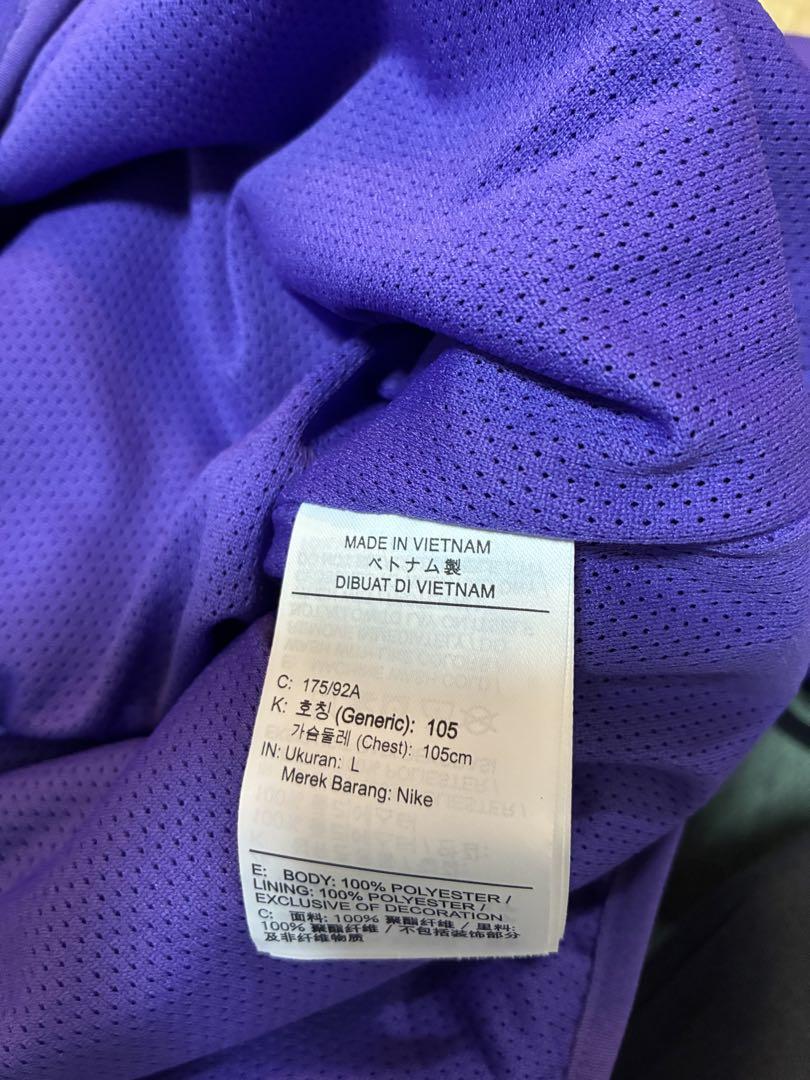 MADE IN VIETNAM
ベトナム製
DIBUAT DI VIETNAM
C: 175/92A
K: 호칭 (Generic): 105
가슴둘레 (Chest): 105cm
IN: Ukuran: L
Merek Barang: Nike
E: BODY: 100% POLYESTER /
LINING: 100% POLYESTER /
EXCLUSIVE OF DECORATION
C: 面料: 100% 聚酯纤维 / 里料:
100% 聚酯纤维 / 不包括装饰部分
及非纤维物质